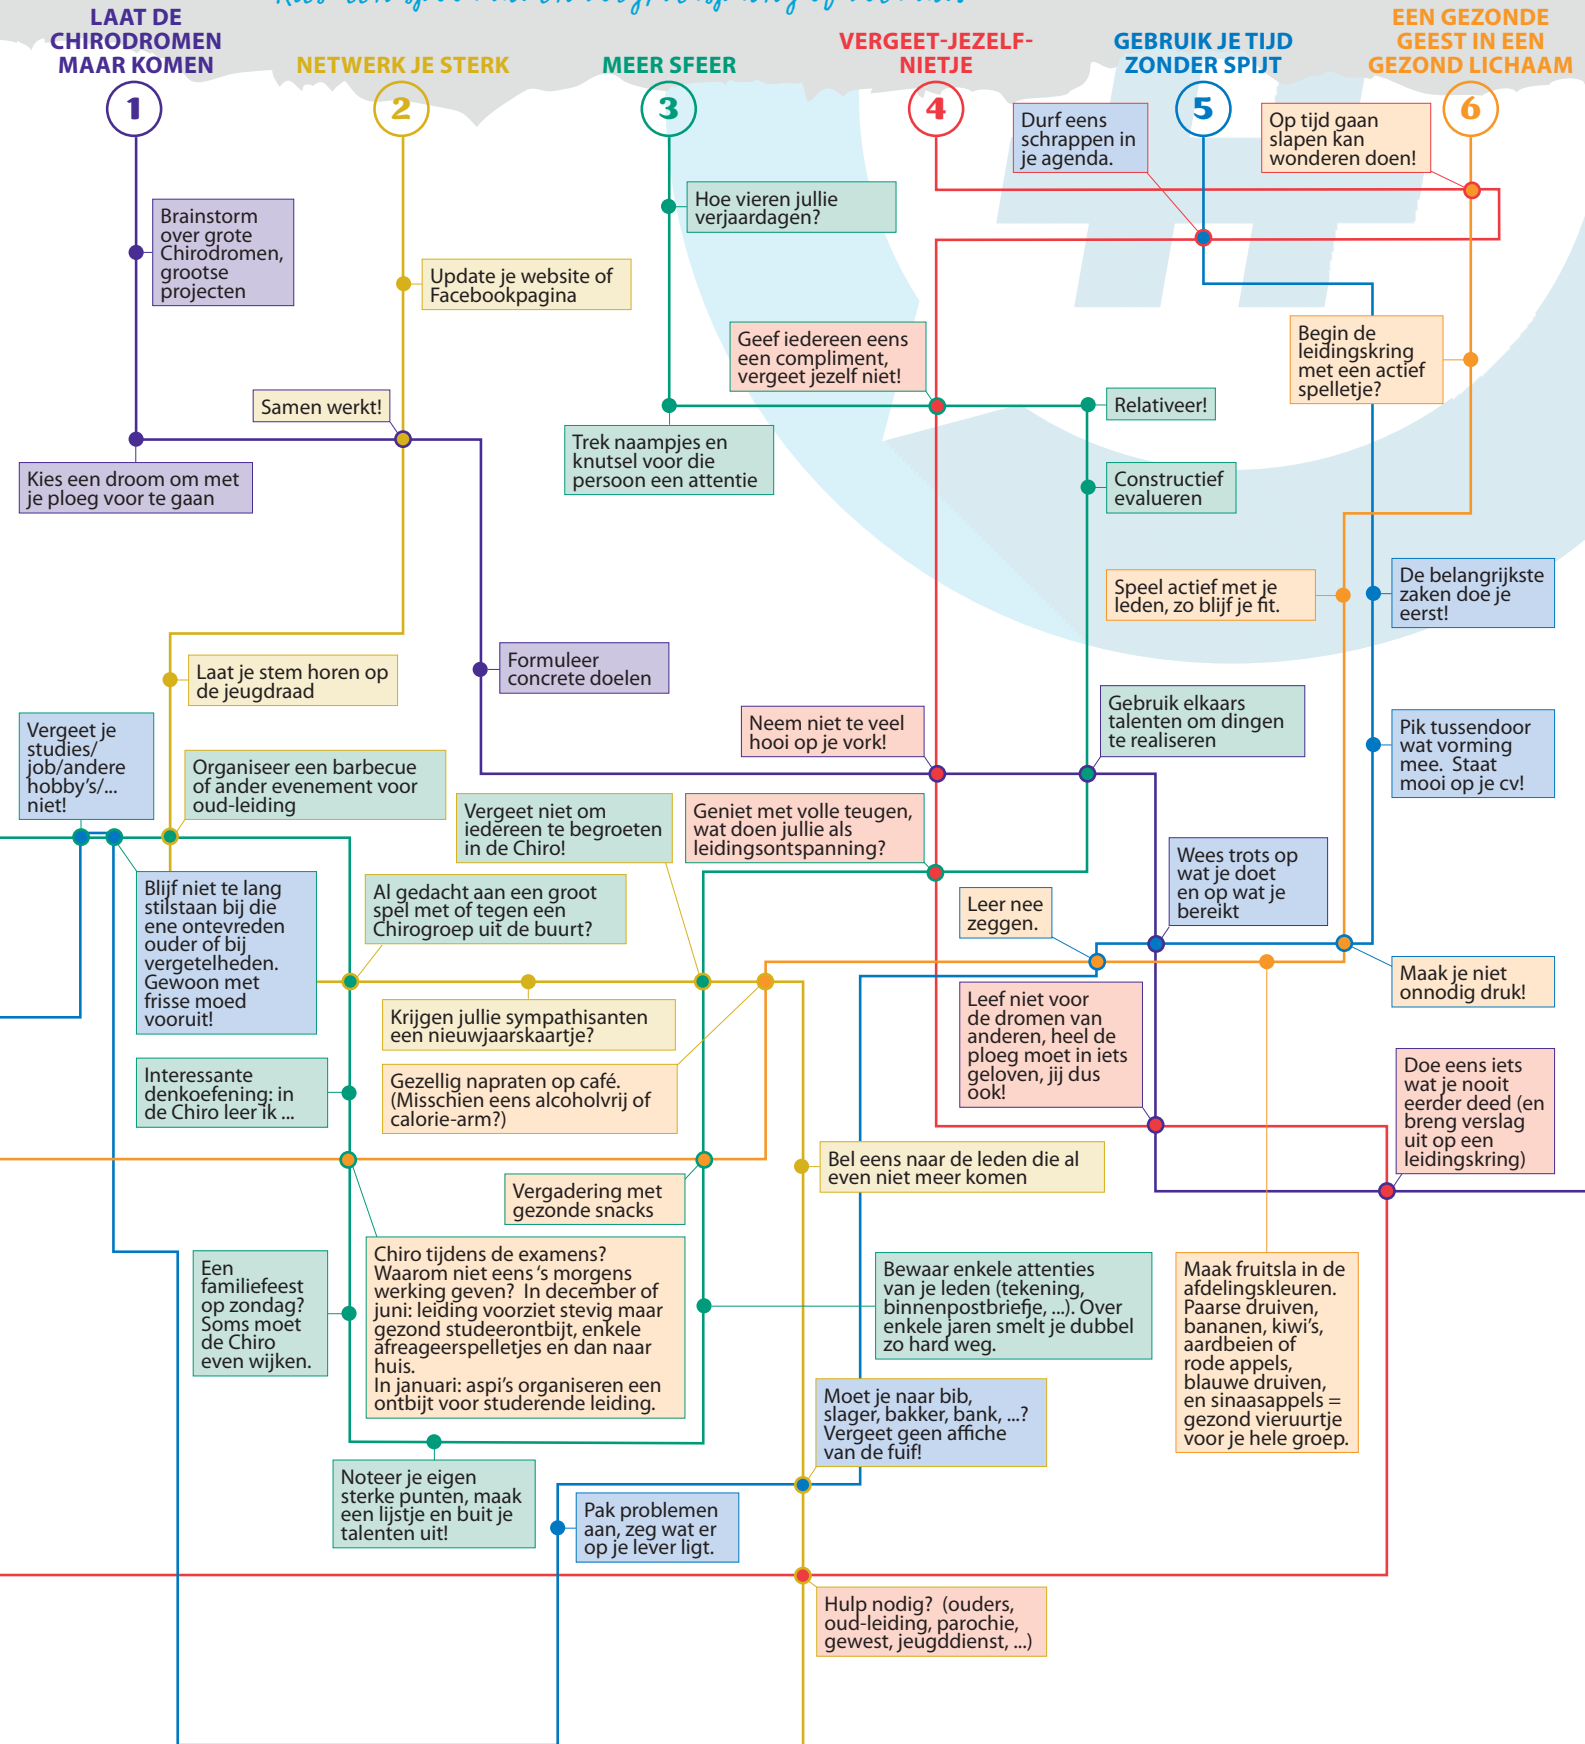 LAAT DE
CHIRODROMEN
MAAR KOMEN
1
NETWERK JE STERK
2
MEER SFEER
3
VERGEET-JEZELF-
NIETJE
4
GEBRUIK JE TIJD
ZONDER SPIJT
5
EEN GEZONDE
GEEST IN EEN
GEZOND LICHAAM
6
Durf eens
schrappen in
je agenda.
Op tijd gaan
slapen kan
wonderen doen!
Hoe vieren jullie
verjaardagen?
Brainstorm
over grote
Chirodromen,
grootse
projecten
Update je website of
Facebookpagina
Geef iedereen eens
een compliment,
vergeet jezelf niet!
Begin de
leidingskring
met een actief
spelletje?
Samen werkt!
Relativeer!
Trek naampjes en
knutsel voor die
persoon een attentie
Kies een droom om met
je ploeg voor te gaan
Constructief
evalueren
Speel actief met je
leden, zo blijf je fit.
De belangrijkste
zaken doe je
eerst!
Laat je stem horen op
de jeugdraad
Formuleer
concrete doelen
Gebruik elkaars
talenten om dingen
te realiseren
Neem niet te veel
hooi op je vork!
Pik tussendoor
wat vorming
mee. Staat
mooi op je cv!
Vergeet je
studies/
job/andere
hobby's/...
niet!
Organiseer een barbecue
of ander evenement voor
oud-leiding
Vergeet niet om
iedereen te begroeten
in de Chiro!
Geniet met volle teugen,
wat doen jullie als
leidingsontspanning?
Wees trots op
wat je doet
en op wat je
bereikt
Blijf niet te lang
stilstaan bij die
ene ontevreden
ouder of bij
vergetelheden.
Gewoon met
frisse moed
vooruit!
Al gedacht aan een groot
spel met of tegen een
Chirogroep uit de buurt?
Leer nee
zeggen.
Maak je niet
onnodig druk!
Krijgen jullie sympathisanten
een nieuwjaarskaartje?
Leef niet voor
de dromen van
anderen, heel de
ploeg moet in iets
geloven, jij dus
ook!
Interessante
denkoefening: in
de Chiro leer ik ...
Gezellig napraten op café.
(Misschien eens alcoholvrij of
calorie-arm?)
Doe eens iets
wat je nooit
eerder deed (en
breng verslag
uit op een
leidingskring)
Bel eens naar de leden die al
even niet meer komen
Vergadering met
gezonde snacks
Een
familiefeest
op zondag?
Soms moet
de Chiro
even wijken.
Chiro tijdens de examens?
Waarom niet eens 's morgens
werking geven? In december of
juni: leiding voorziet stevig maar
gezond studeerontbijt, enkele
afreageerspelletjes en dan naar
huis.
In januari: aspi's organiseren een
ontbijt voor studerende leiding.
Bewaar enkele attenties
van je leden (tekening,
binnenpostbriefje, ...). Over
enkele jaren smelt je dubbel
zo hard weg.
Maak fruitsla in de
afdelingskleuren.
Paarse druiven,
bananen, kiwi's,
aardbeien of
rode appels,
blauwe druiven,
en sinaasappels =
gezond vieruurtje
voor je hele groep.
Moet je naar bib,
slager, bakker, bank, ...?
Vergeet geen affiche
van de fuif!
Noteer je eigen
sterke punten, maak
een lijstje en buit je
talenten uit!
Pak problemen
aan, zeg wat er
op je lever ligt.
Hulp nodig? (ouders,
oud-leiding, parochie,
gewest, jeugddienst, ...)